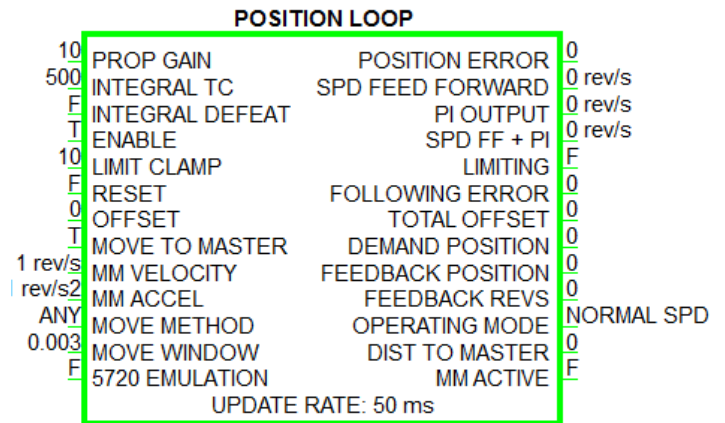 POSITION LOOP
10 PROP GAIN POSITION ERROR 0
500 INTEGRAL TC SPD FEED FORWARD 0 rev/s
F INTEGRAL DEFEAT PI OUTPUT 0 rev/s
T ENABLE SPD FF + PI 0 rev/s
10 LIMIT CLAMP LIMITING F
F RESET FOLLOWING ERROR 0
0 OFFSET TOTAL OFFSET 0
T MOVE TO MASTER DEMAND POSITION 0
1 rev/s MM VELOCITY FEEDBACK POSITION 0
rev/s2 MM ACCEL FEEDBACK REVS 0
ANY MOVE METHOD OPERATING MODE NORMAL SPD
0.003 MOVE WINDOW DIST TO MASTER 0
F 5720 EMULATION MM ACTIVE F
UPDATE RATE: 50 ms